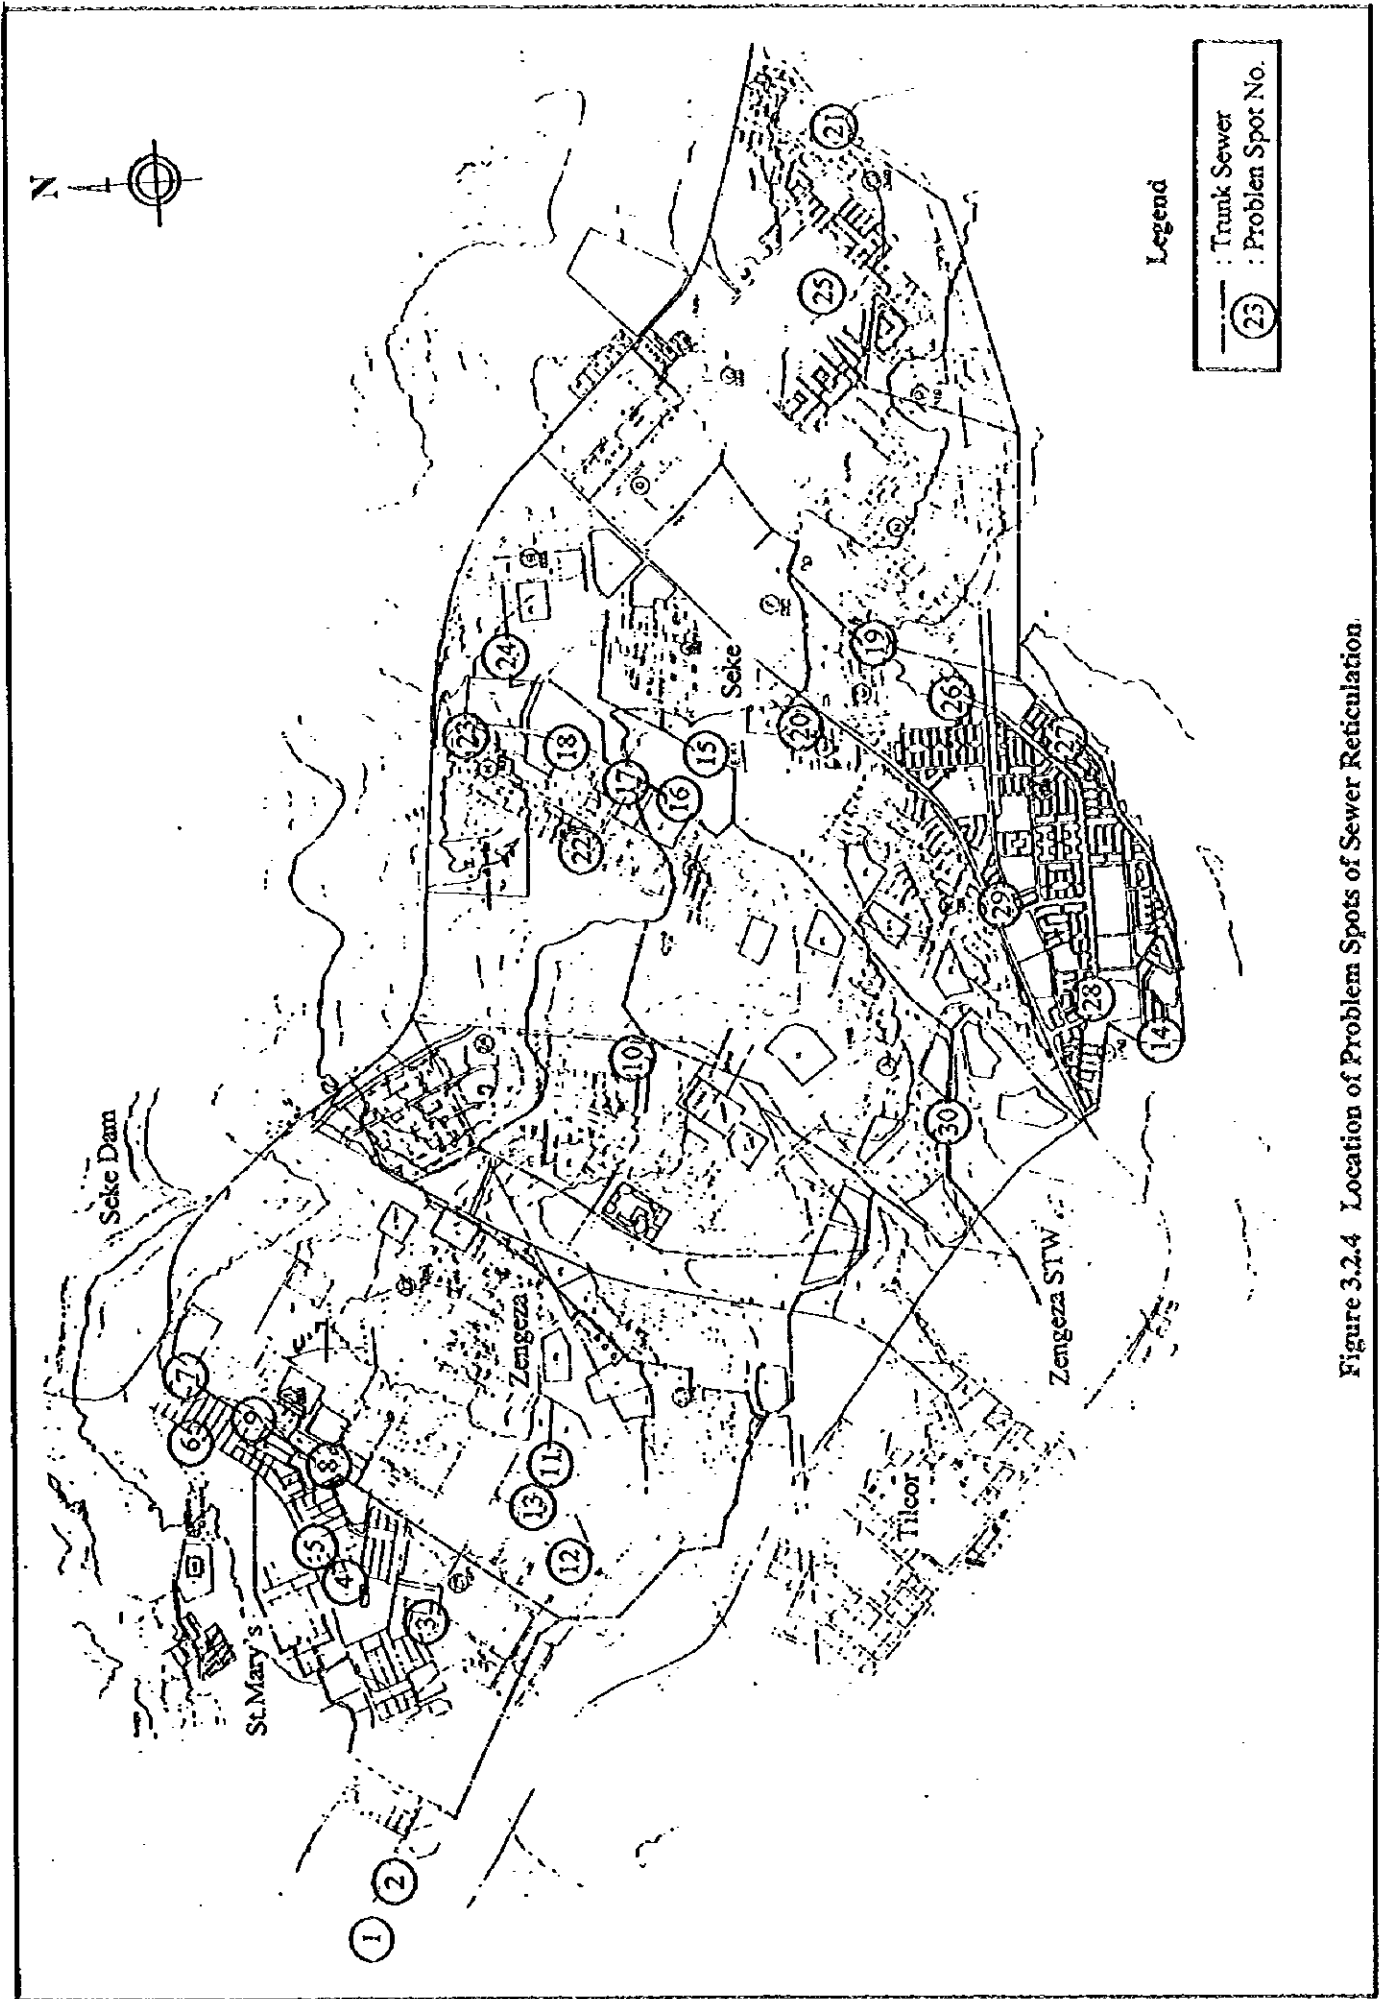 N
Seke Dam
St.Mary's
Zengeza
Seke
Tilcor
Zengeza STW
1
2
3
4
5
6
7
8
9
10
11
12
13
14
15
16
17
18
19
20
21
22
23
24
25
26
27
28
29
30
Legend
: Trunk Sewer
23 : Problen Spot No.
Figure 3.2.4 Location of Problem Spots of Sewer Reticulation